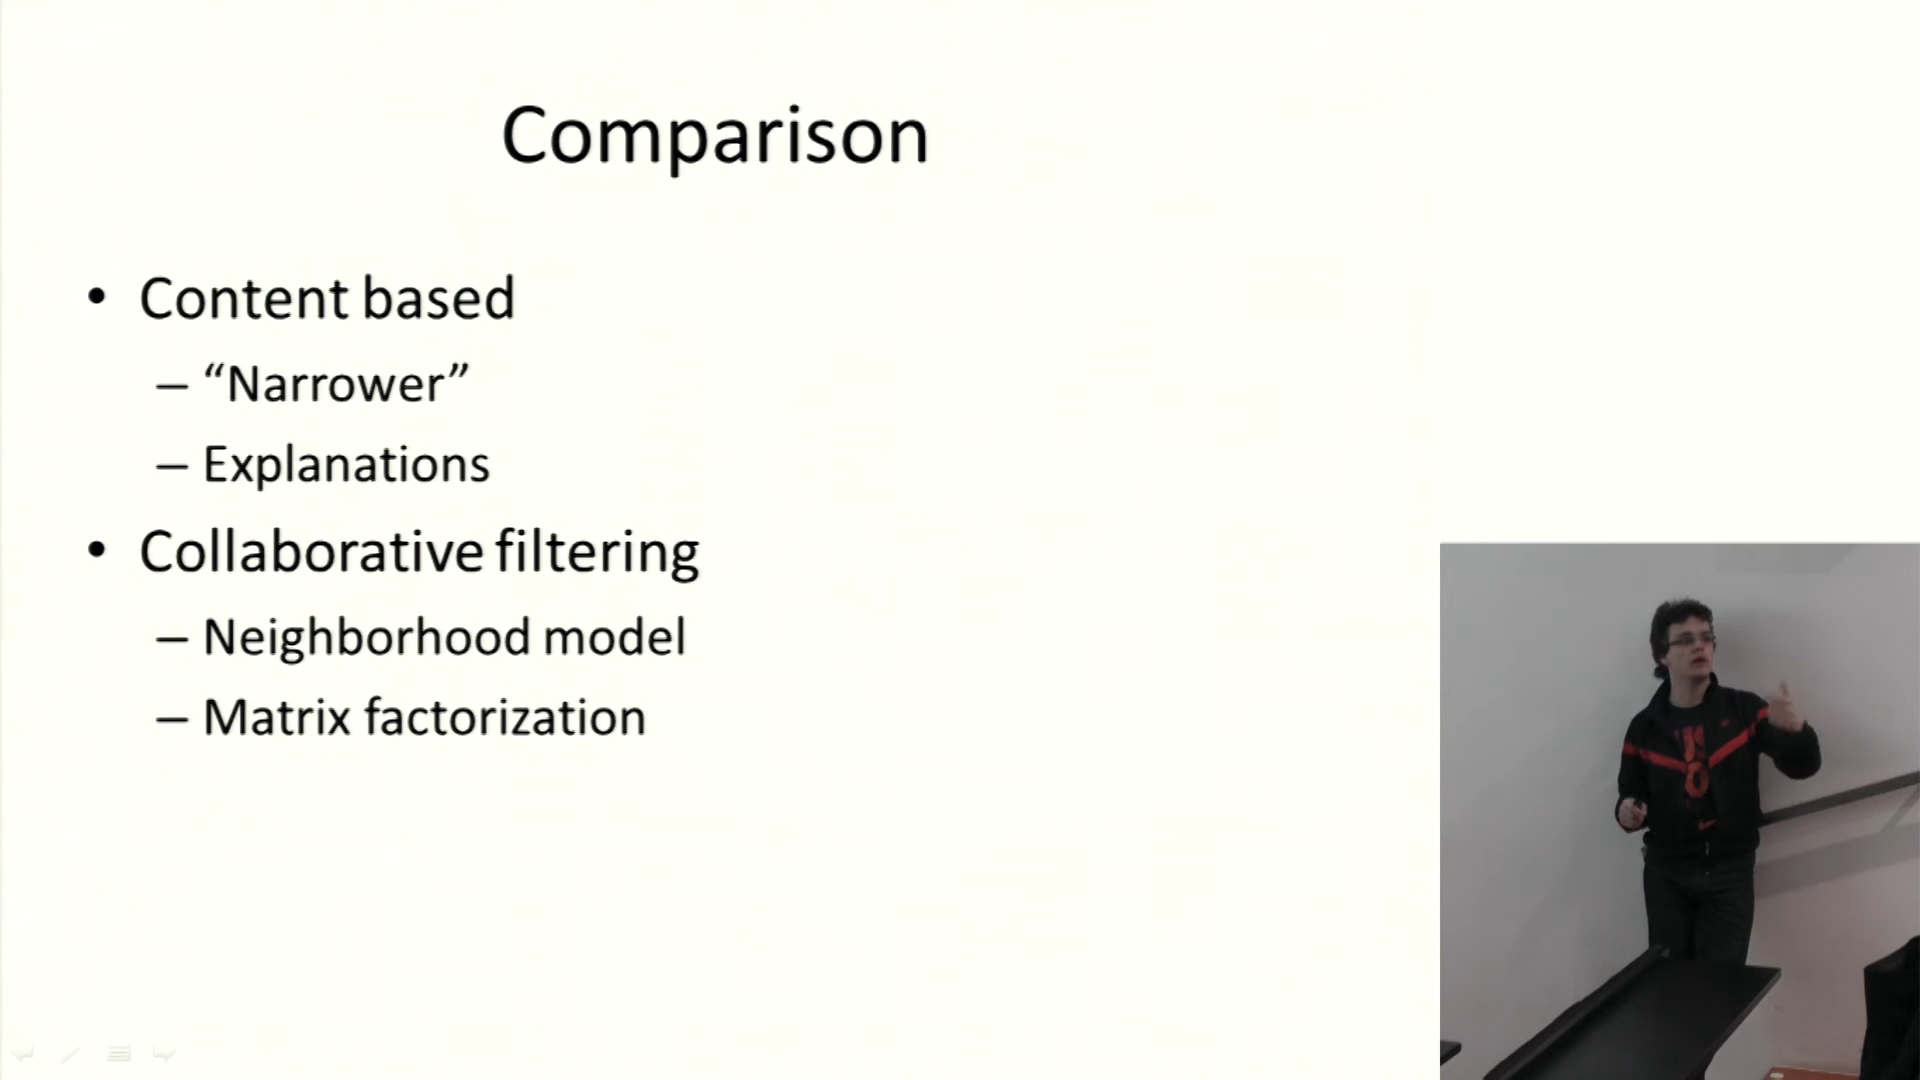 Comparison
• Content based
– “Narrower”
– Explanations
• Collaborative filtering
– Neighborhood model
– Matrix factorization